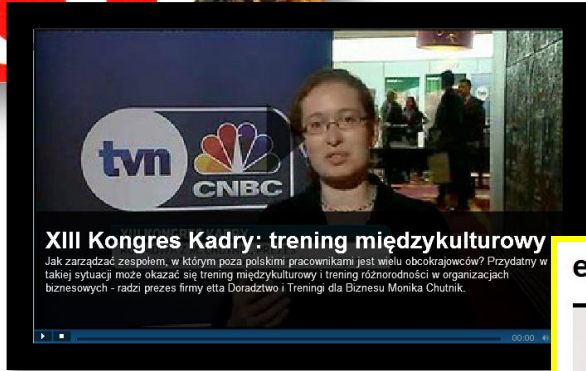 tvn
CNBC
XIII Kongres Kadry: trening międzykulturowy
Jak zarządzać zespołem, w którym poza polskimi pracownikami jest wielu obcokrajowców? Przydatny w
takiej sytuacji może okazać się trening międzykulturowy i trening różnorodności w organizacjach
biznesowych - radzi prezes firmy etta Doradztwo i Treningi dla Biznesu Monika Chutnik.
00:00
e